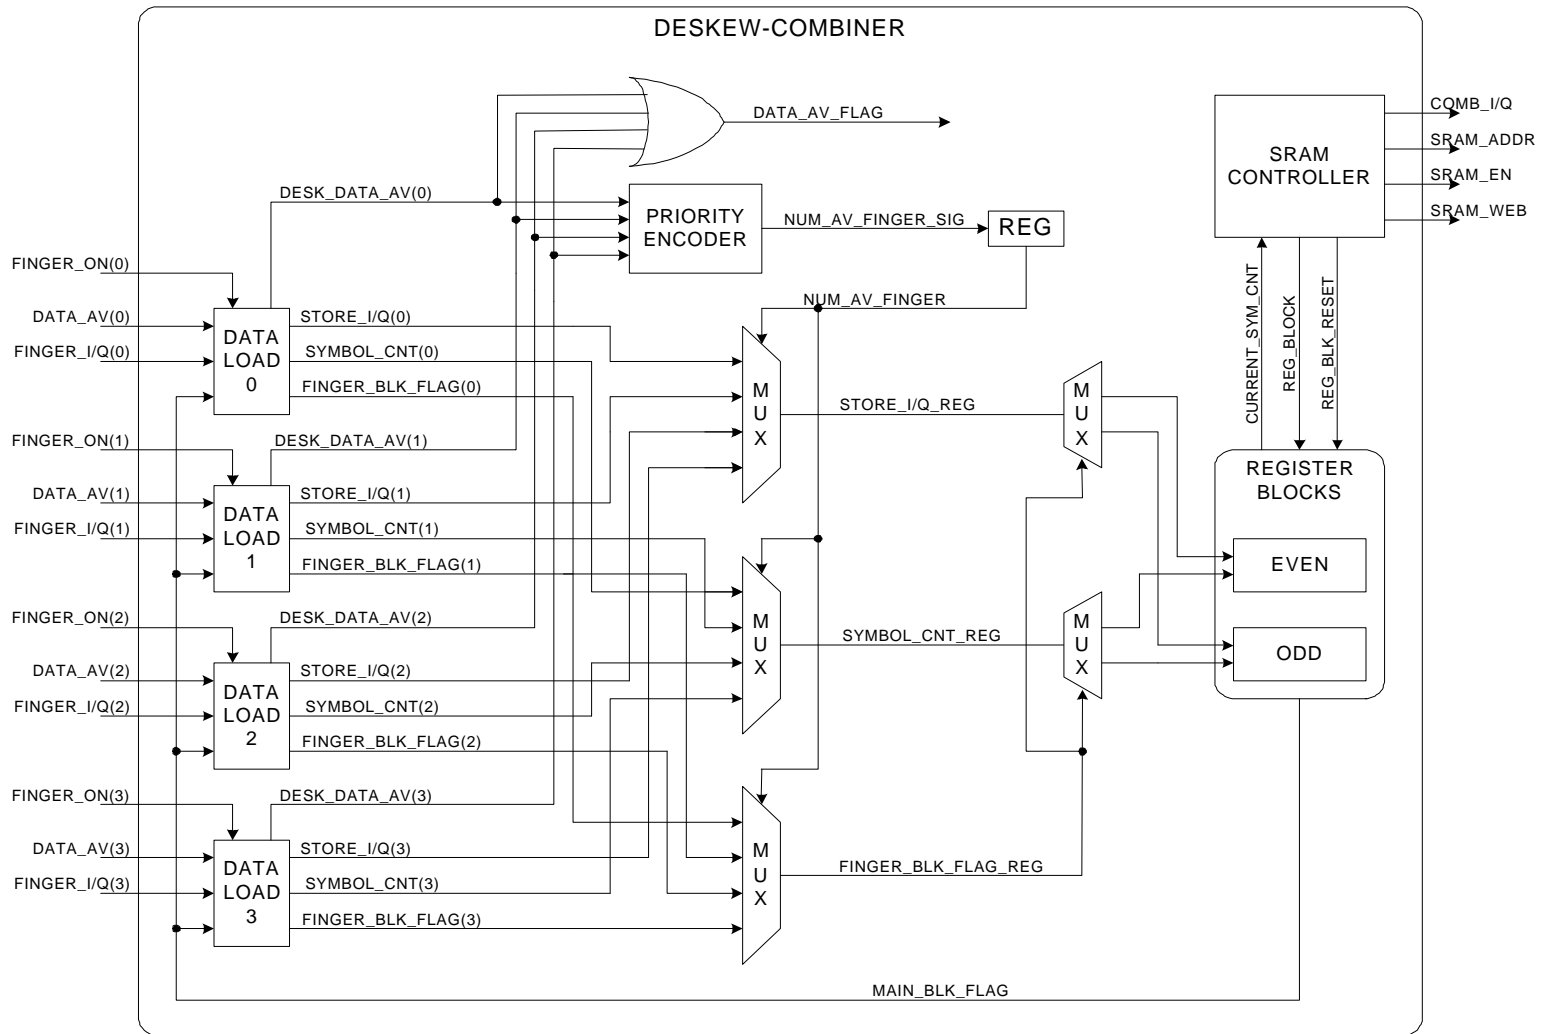 DESKEW-COMBINER
DATA_AV_FLAG
COMB_I/Q
SRAM_ADDR
SRAM_EN
SRAM_WEB
SRAM
CONTROLLER
DESK_DATA_AV(0)
PRIORITY
ENCODER
NUM_AV_FINGER_SIG
REG
FINGER_ON(0)
DATA_AV(0)
FINGER_I/Q(0)
DATA
LOAD
0
STORE_I/Q(0)
SYMBOL_CNT(0)
FINGER_BLK_FLAG(0)
NUM_AV_FINGER
CURRENT_SYM_CNT
REG_BLOCK
REG_BLK_RESET
M
U
X
STORE_I/Q_REG
M
U
X
FINGER_ON(1)
DESK_DATA_AV(1)
DATA_AV(1)
FINGER_I/Q(1)
DATA
LOAD
1
STORE_I/Q(1)
SYMBOL_CNT(1)
FINGER_BLK_FLAG(1)
REGISTER
BLOCKS
EVEN
ODD
FINGER_ON(2)
DESK_DATA_AV(2)
DATA_AV(2)
FINGER_I/Q(2)
DATA
LOAD
2
STORE_I/Q(2)
SYMBOL_CNT(2)
FINGER_BLK_FLAG(2)
M
U
X
SYMBOL_CNT_REG
M
U
X
FINGER_ON(3)
DESK_DATA_AV(3)
DATA_AV(3)
FINGER_I/Q(3)
DATA
LOAD
3
STORE_I/Q(3)
SYMBOL_CNT(3)
FINGER_BLK_FLAG(3)
M
U
X
FINGER_BLK_FLAG_REG
MAIN_BLK_FLAG